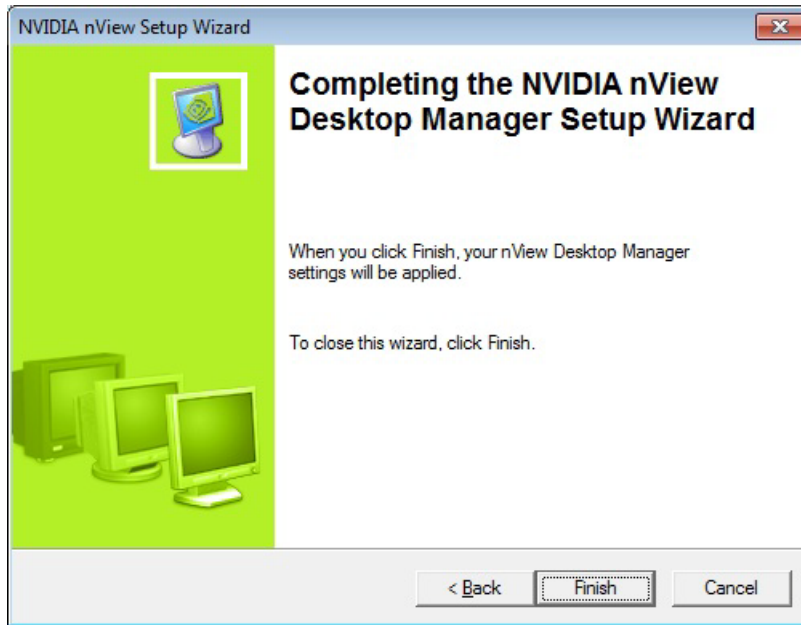 NVIDIA nView Setup Wizard
Completing the NVIDIA nView
Desktop Manager Setup Wizard
When you click Finish, your nView Desktop Manager
settings will be applied.
To close this wizard, click Finish.
< Back
Finish
Cancel